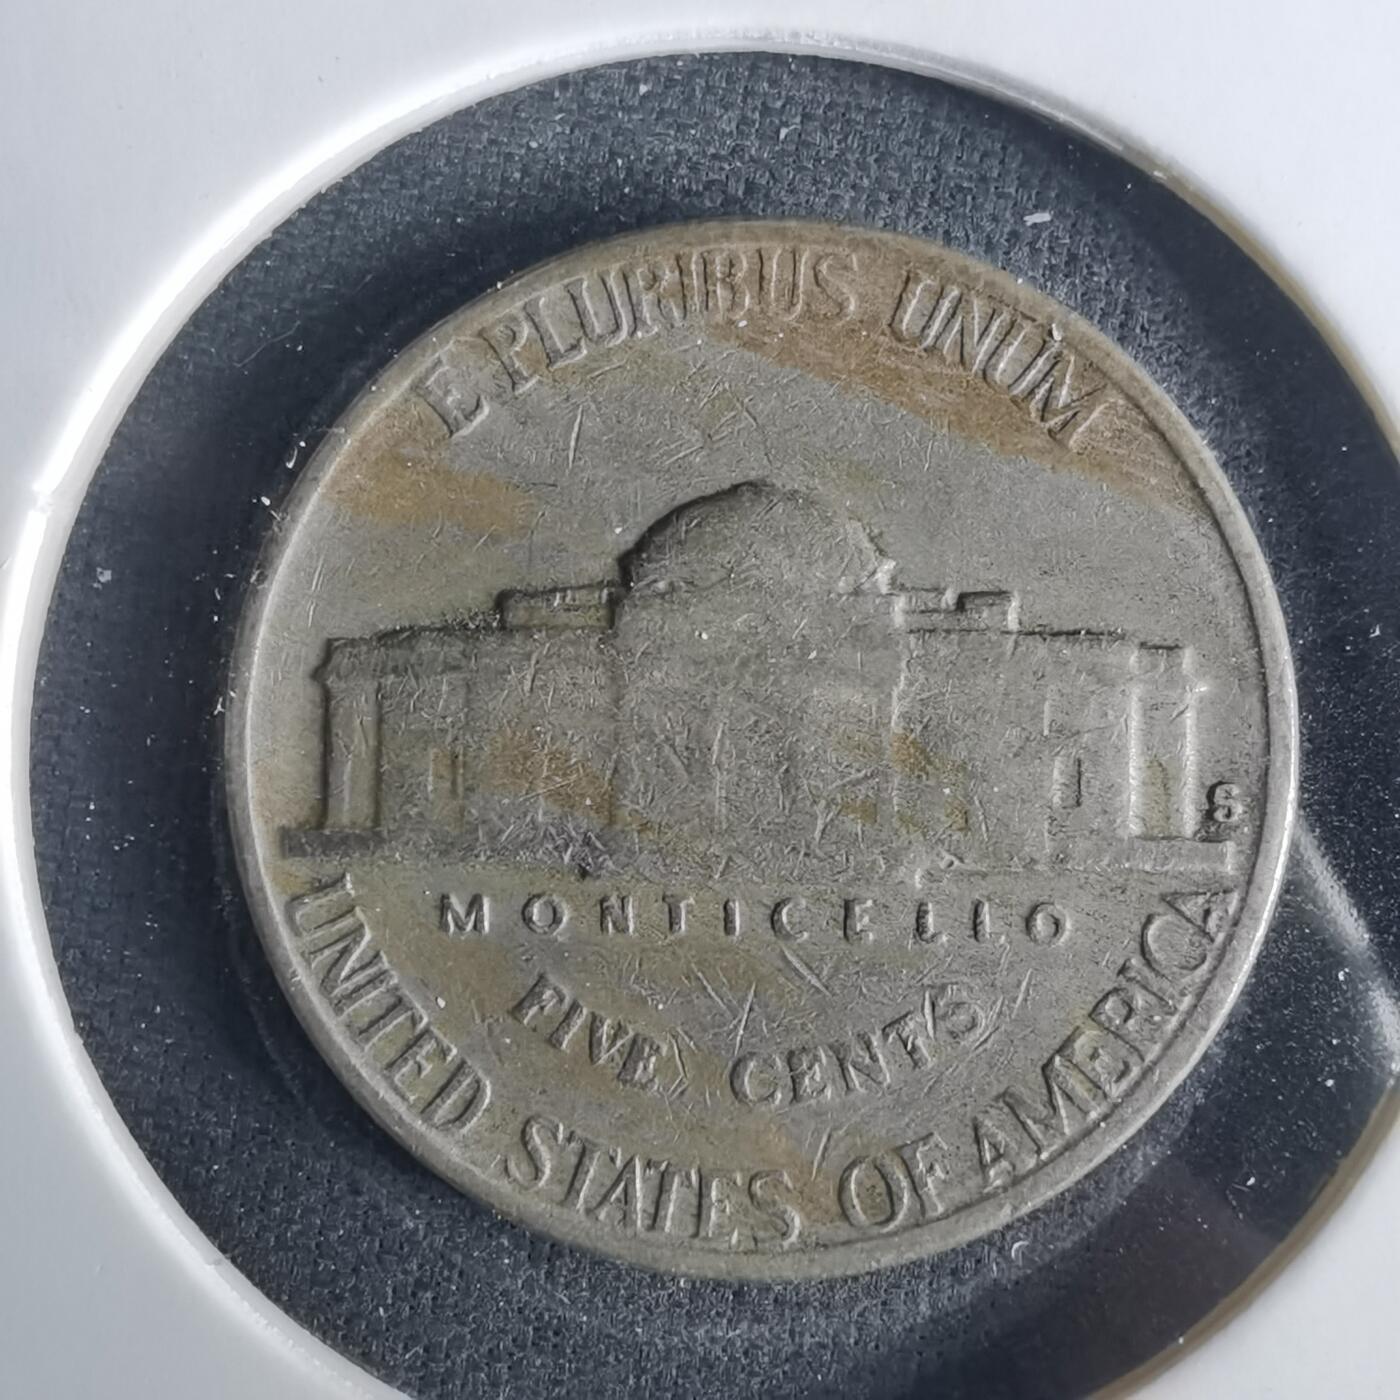 E PLURIBUS UNUM
S
MONTICELLO
FIVE CENTS
UNITED STATES OF AMERICA